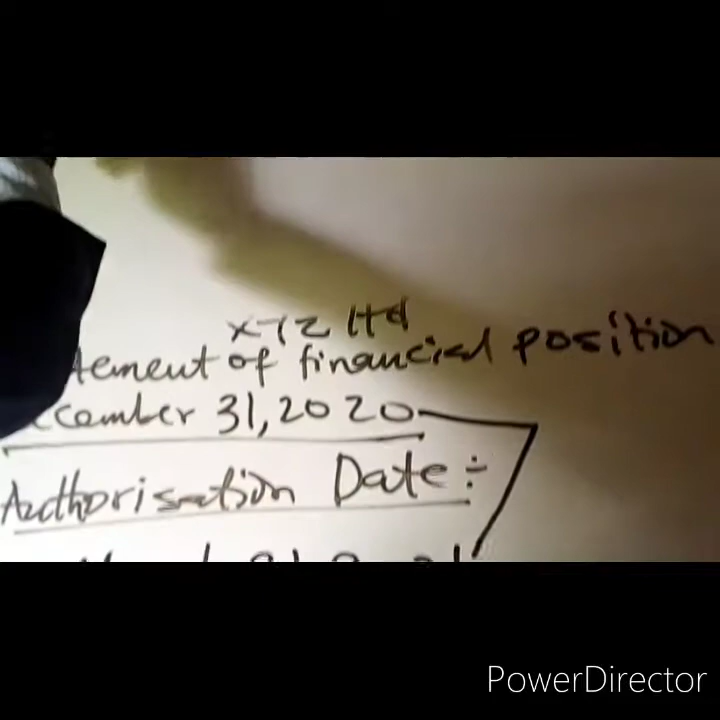 XYZ ltd
tement of financial position
cember 31, 2020
Authorisation Date:
PowerDirector